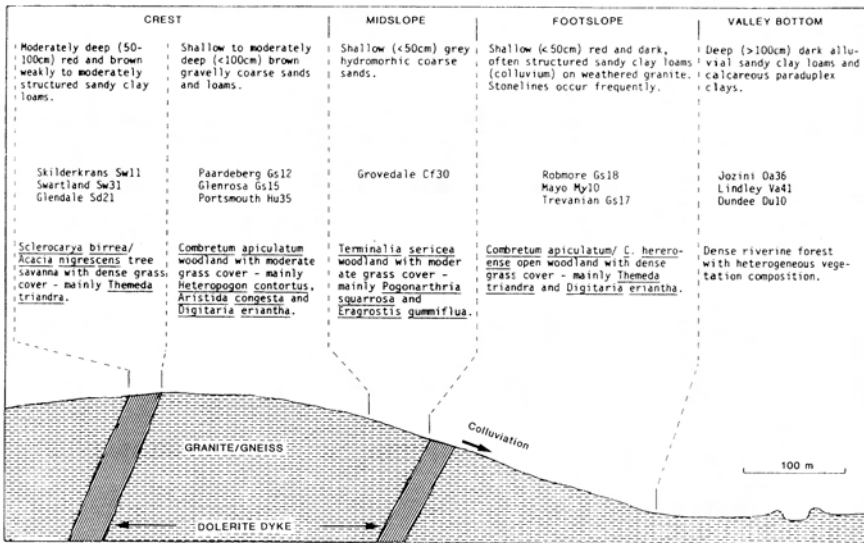 CREST
MIDSLOPE
FOOTSLOPE
VALLEY BOTTOM
Moderately deep (50-
100cm) red and brown
weakly to moderately
structured sandy clay
loams.
Shallow to moderately
deep (<100cm) brown
gravelly coarse sands
and loams.
Shallow (<50cm) grey
hydromorhic coarse
sands.
Shallow (<50cm) red and dark,
often structured sandy clay loams
(colluvium) on weathered granite.
Stonelines occur frequently.
Deep (>100cm) dark allu-
vial sandy clay loams and
calcareous paraduplex
clays.
Skilderkrans Sw11
Swartland Sw31
Glendale Sd21
Paardeberg Gs12
Glenrosa Gs15
Portsmouth Hu35
Grovedale Cf30
Robmore Gs18
Mayo My10
Trevanian Gs17
Jozini Oa36
Lindley Va41
Dundee Du10
Sclerocarya birrea/
Acacia nigrescens tree
savanna with dense grass
cover - mainly Themeda
triandra.
Combretum apiculatum
woodland with moderate
grass cover - mainly
Heteropogon contortus,
Aristida congesta and
Digitaria eriantha.
Terminalia sericea
woodland with moder
ate grass cover -
mainly Pogonarthria
squarrosa and
Eragrostis gummiflua.
Combretum apiculatum/ C. herero-
ense open woodland with dense
grass cover - mainly Themeda
triandra and Digitaria eriantha.
Dense riverine forest
with heterogeneous vege-
tation composition.
Colluviation
GRANITE/GNEISS
100 m
DOLERITE DYKE